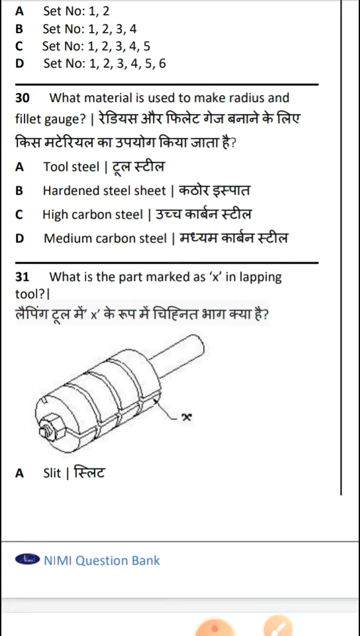 A Set No: 1, 2
B Set No: 1, 2, 3, 4
C Set No: 1, 2, 3, 4, 5
D Set No: 1, 2, 3, 4, 5, 6
30 What material is used to make radius and
fillet gauge? | रेडियस और फिलेट गेज बनाने के लिए
किस मटेरियल का उपयोग किया जाता है?
A Tool steel | टूल स्टील
B Hardened steel sheet | कठोर इस्पात
C High carbon steel | उच्च कार्बन स्टील
D Medium carbon steel | मध्यम कार्बन स्टील
31 What is the part marked as ‘x’ in lapping
tool?|
लैपिंग टूल में’ x’ के रूप में चिह्नित भाग क्या है?
x
A Slit | स्लिट
NIMI Question Bank